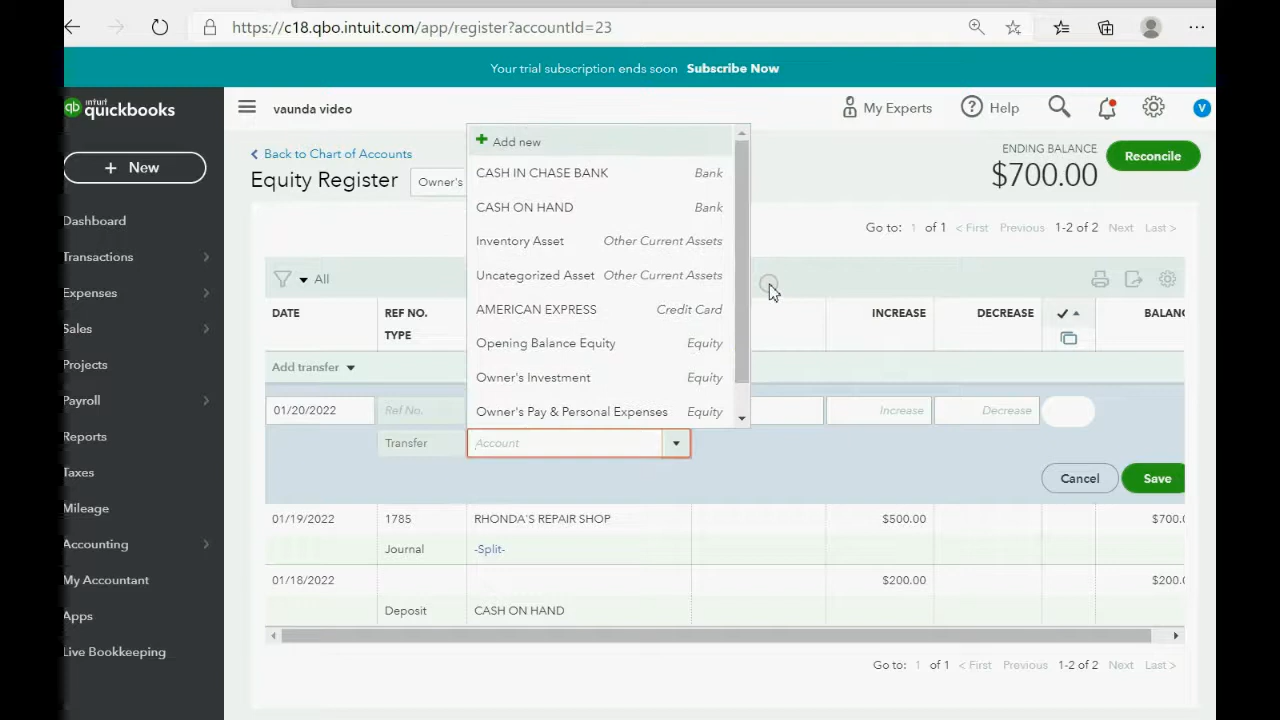 https://c18.qbo.intuit.com/app/register?accountId=23
Your trial subscription ends soon Subscribe Now
qb intuit quickbooks
vaunda video
My Experts
Help
V
+ New
Back to Chart of Accounts
Equity Register
Owner's
ENDING BALANCE
$700.00
Reconcile
Dashboard
Transactions
Expenses
Sales
Projects
Payroll
Reports
Taxes
Mileage
Accounting
My Accountant
Apps
Live Bookkeeping
Add new
CASH IN CHASE BANK Bank
CASH ON HAND Bank
Inventory Asset Other Current Assets
Uncategorized Asset Other Current Assets
AMERICAN EXPRESS Credit Card
Opening Balance Equity Equity
Owner's Investment Equity
Owner's Pay & Personal Expenses Equity
Go to: 1 of 1 < First Previous 1-2 of 2 Next Last >
All
DATE REF NO. INCREASE DECREASE BALANC
TYPE
Add transfer
01/20/2022 Ref No. Increase Decrease
Transfer Account
Cancel Save
01/19/2022 1785 RHONDA'S REPAIR SHOP $500.00 $700.0
Journal -Split-
01/18/2022 $200.00 $200.0
Deposit CASH ON HAND
Go to: 1 of 1 < First Previous 1-2 of 2 Next Last >